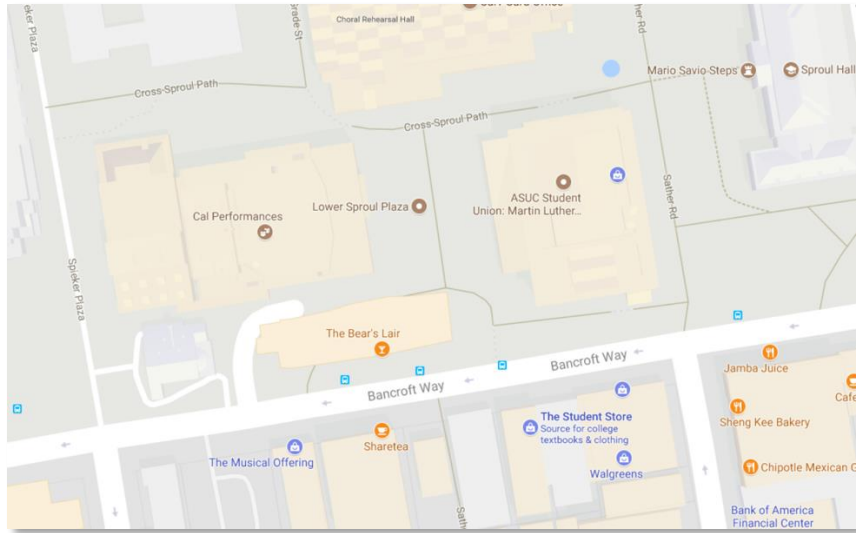 Choral Rehearsal Hall
Cross-Sproul Path
Mario Savio Steps
Sproul Hall
Cross-Sproul Path
ASUC Student
Union: Martin Luther...
Lower Sproul Plaza
Cal Performances
Sather Rd
Spieker Plaza
The Bear's Lair
Bancroft Way
Bancroft Way
Jamba Juice
Sheng Kee Bakery
The Student Store
Source for college
textbooks & clothing
Sharetea
The Musical Offering
Walgreens
Chipotle Mexican G
Bank of America
Financial Center